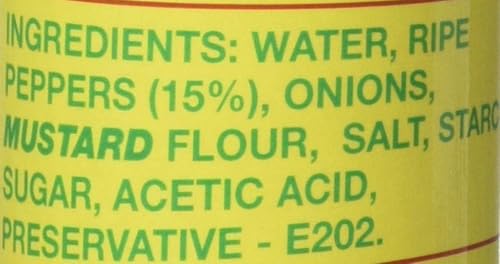 INGREDIENTS: WATER, RIPE
PEPPERS (15%), ONIONS,
MUSTARD FLOUR, SALT, STARC
SUGAR, ACETIC ACID,
PRESERVATIVE - E202.